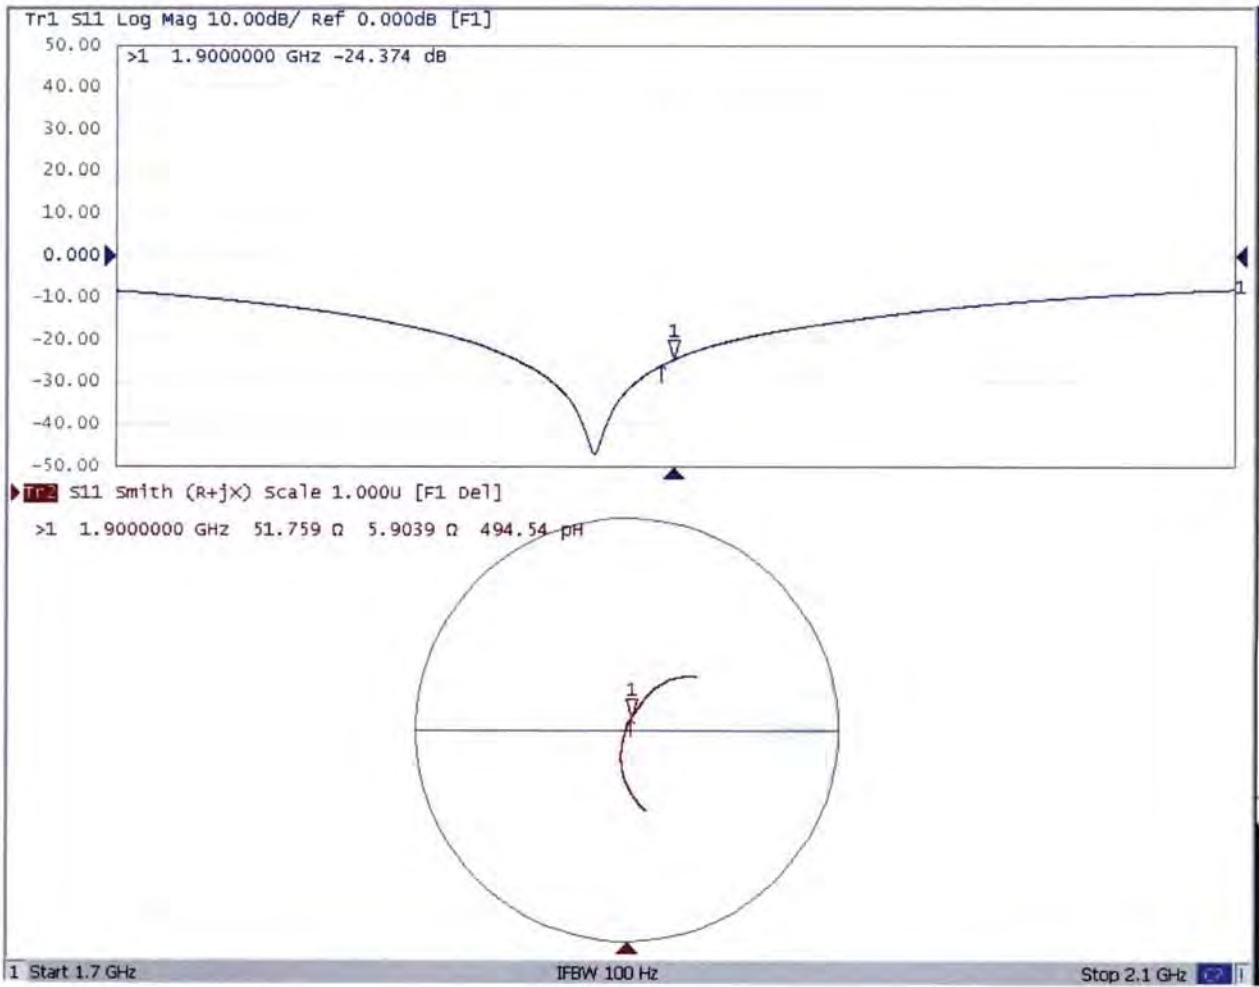 Tr1 S11 Log Mag 10.00dB/ Ref 0.000dB [F1]
50.00
>1 1.9000000 GHz -24.374 dB
40.00
30.00
20.00
10.00
0.000
-10.00
1
-20.00
1
-30.00
-40.00
-50.00
Tr2 S11 Smith (R+jX) Scale 1.000U [F1 Del]
>1 1.9000000 GHz 51.759 Ω 5.9039 Ω 494.54 pH
1
1 Start 1.7 GHz IFBW 100 Hz Stop 2.1 GHz C? !